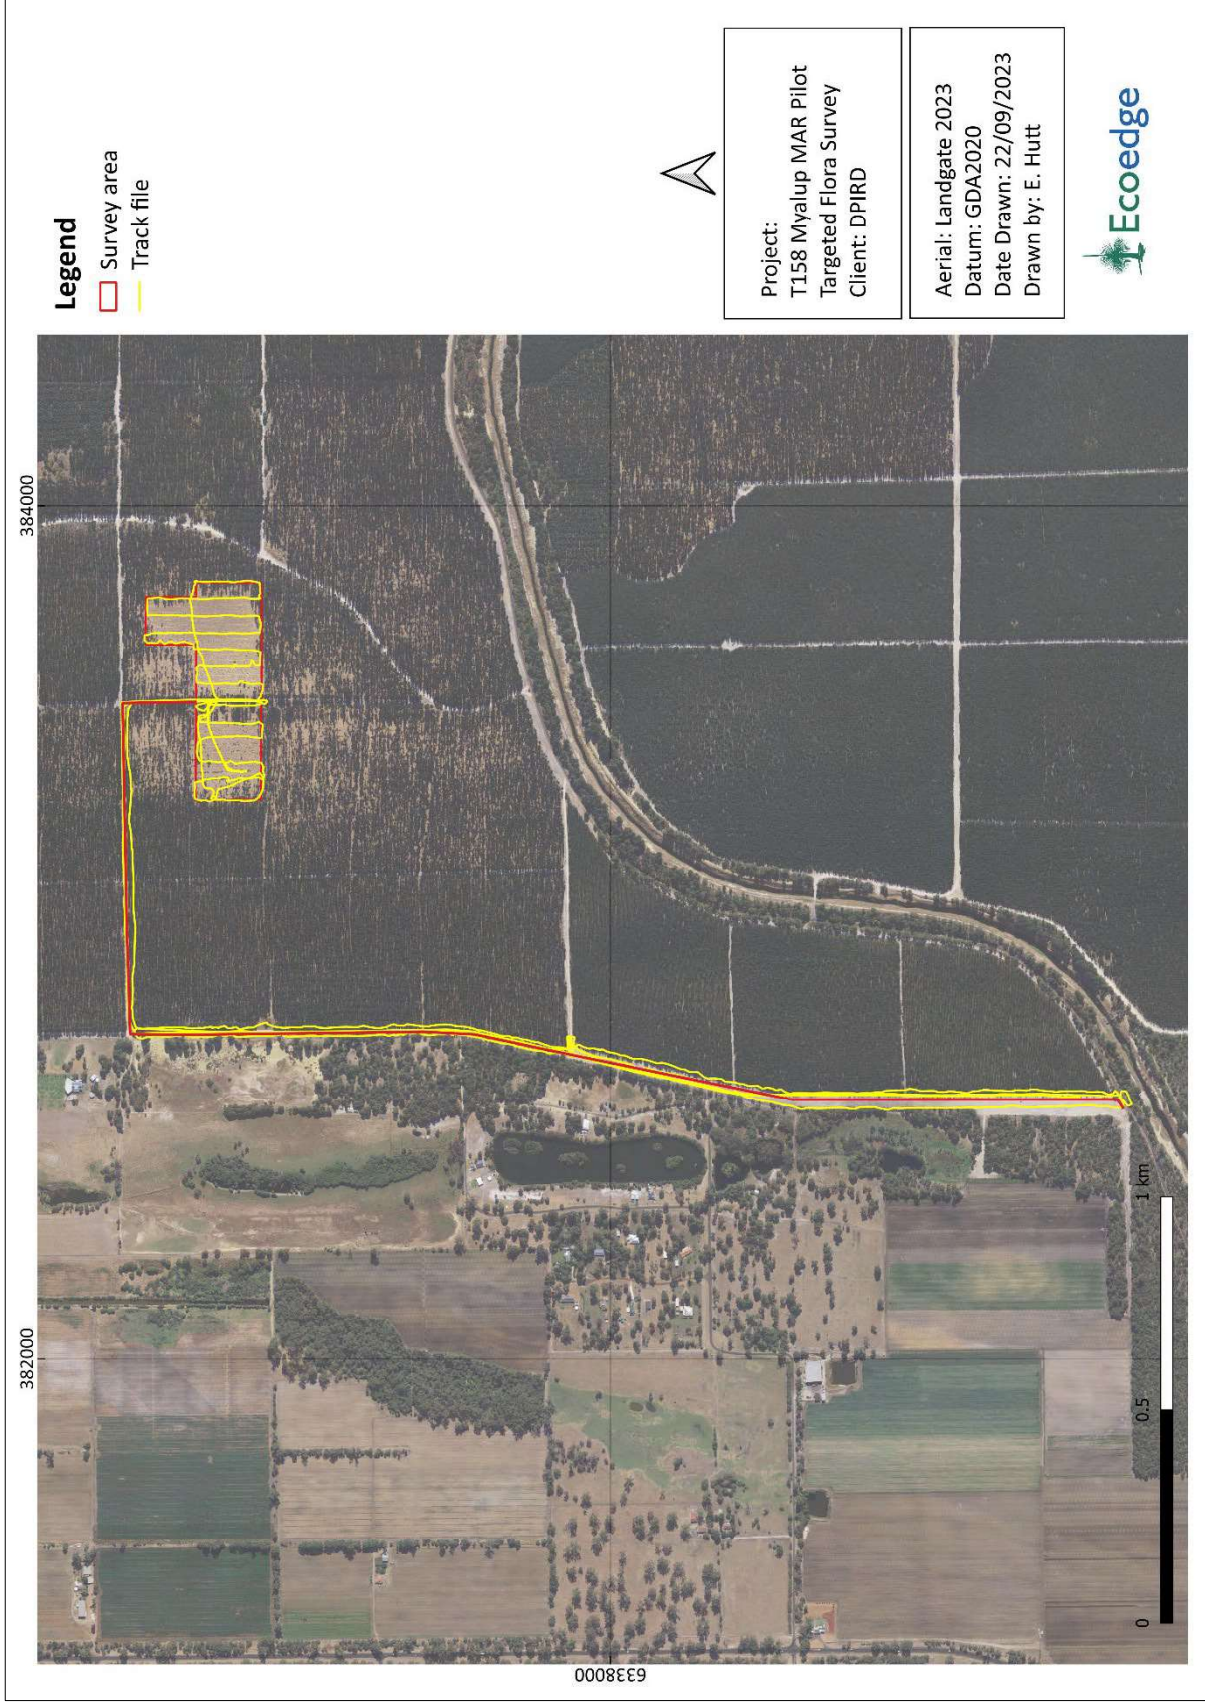 382000
384000
6338000
0
0.5
1 km
Legend
Survey area
Track file
Project:
T158 Myalup MAR Pilot
Targeted Flora Survey
Client: DPIRD
Aerial: Landgate 2023
Datum: GDA2020
Date Drawn: 22/09/2023
Drawn by: E. Hutt
Ecoedge